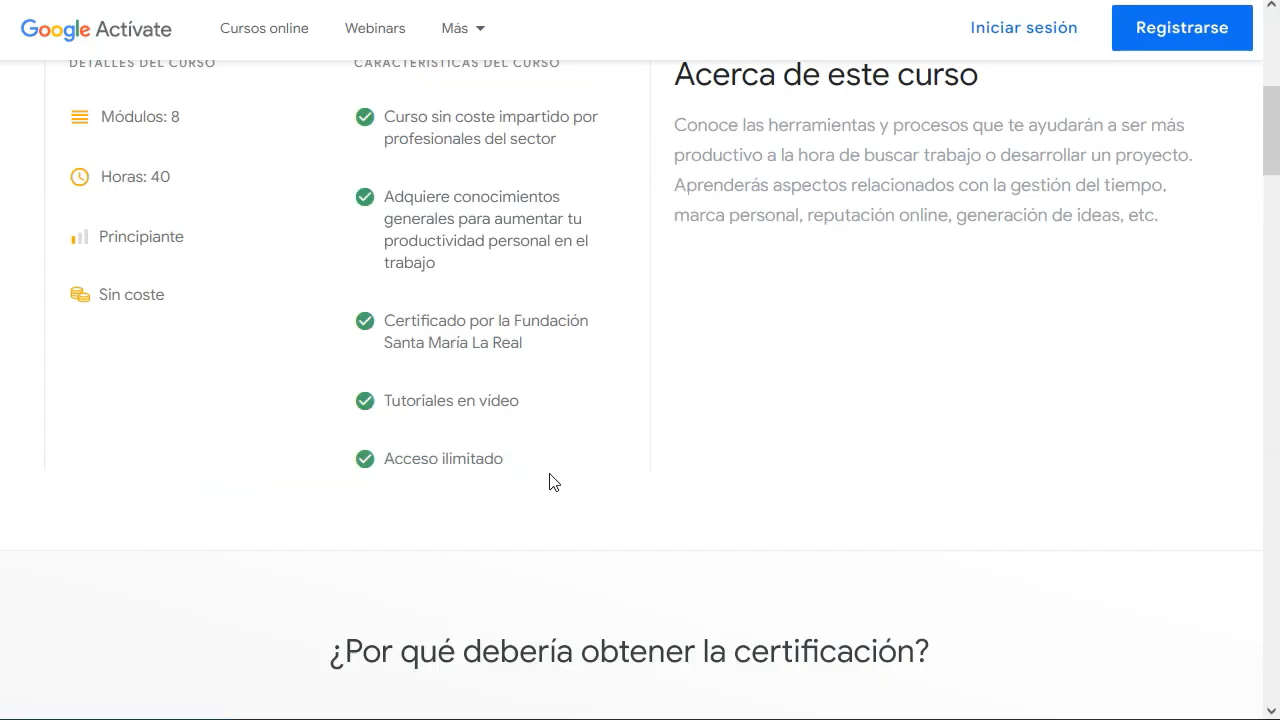 Google Actívate
Cursos online
Webinars
Más
Iniciar sesión
Registrarse
DETALLES DEL CURSO
Módulos: 8
Horas: 40
Principiante
Sin coste
CARACTERÍSTICAS DEL CURSO
Curso sin coste impartido por
profesionales del sector
Adquiere conocimientos
generales para aumentar tu
productividad personal en el
trabajo
Certificado por la Fundación
Santa María La Real
Tutoriales en vídeo
Acceso ilimitado
Acerca de este curso
Conoce las herramientas y procesos que te ayudarán a ser más
productivo a la hora de buscar trabajo o desarrollar un proyecto.
Aprenderás aspectos relacionados con la gestión del tiempo,
marca personal, reputación online, generación de ideas, etc.
¿Por qué debería obtener la certificación?